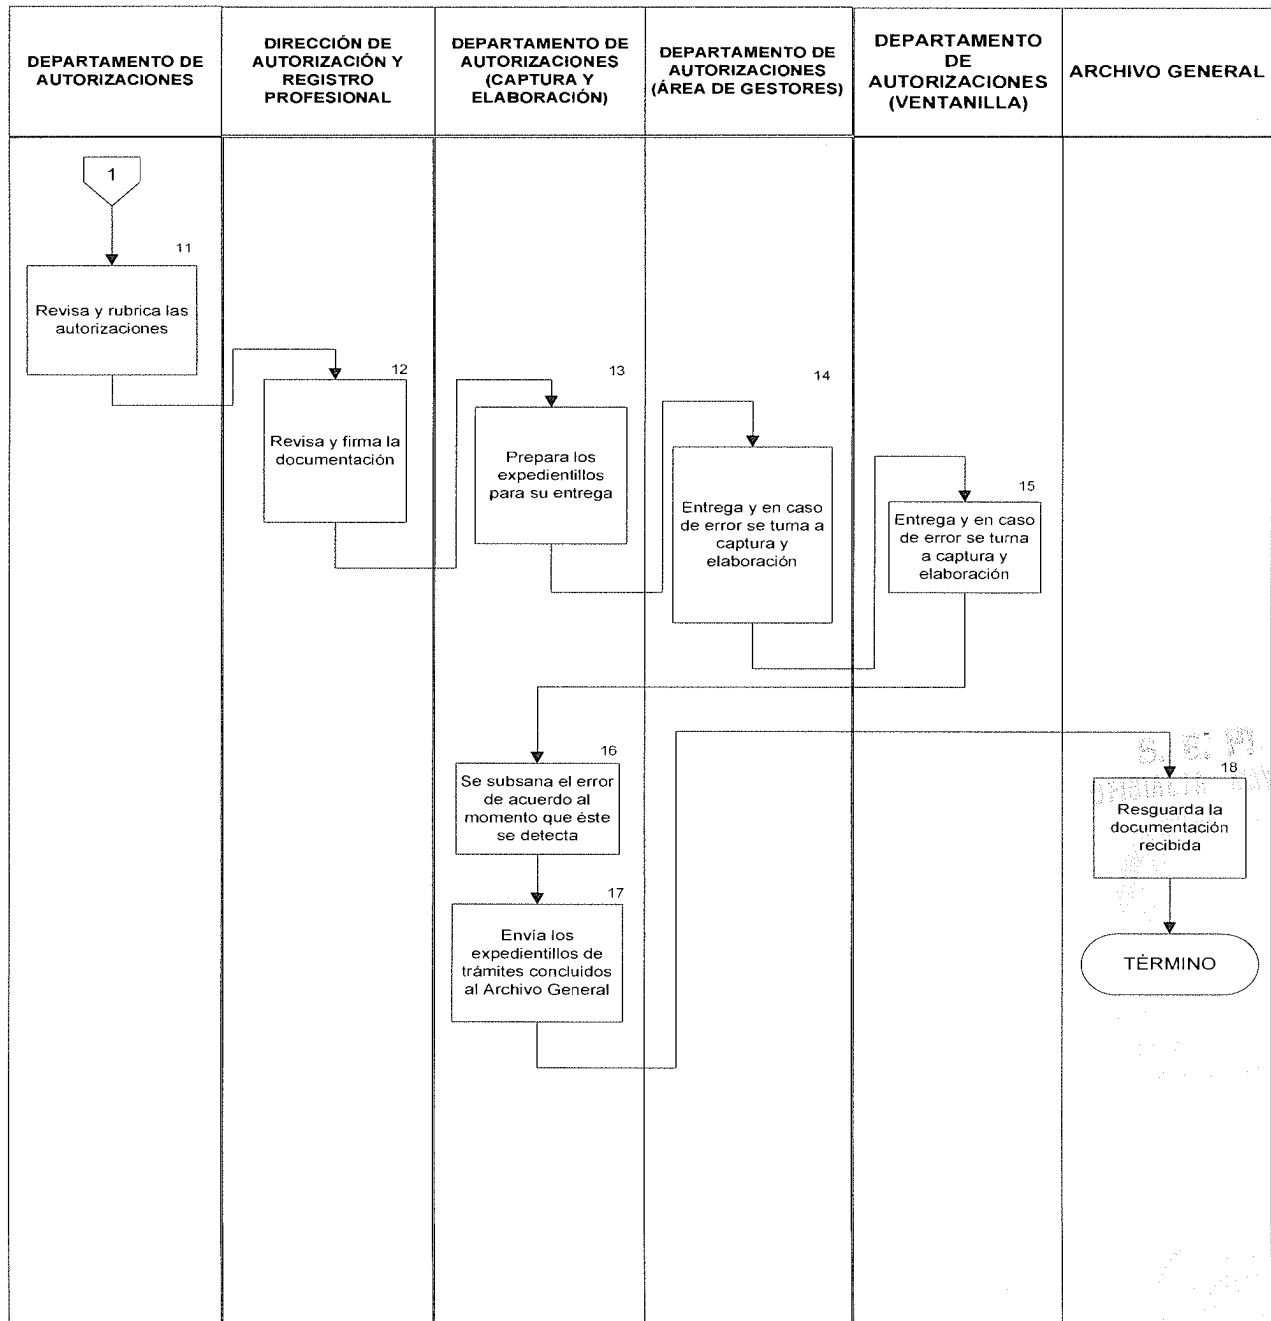 DEPARTAMENTO DE
AUTORIZACIONES
DIRECCIÓN DE
AUTORIZACIÓN Y
REGISTRO
PROFESIONAL
DEPARTAMENTO DE
AUTORIZACIONES
(CAPTURA Y
ELABORACIÓN)
DEPARTAMENTO DE
AUTORIZACIONES
(ÁREA DE GESTORES)
DEPARTAMENTO
DE
AUTORIZACIONES
(VENTANILLA)
ARCHIVO GENERAL
1
11
Revisa y rubrica las
autorizaciones
12
Revisa y firma la
documentación
13
Prepara los
expedientillos
para su entrega
14
Entrega y en caso
de error se turna a
captura y
elaboración
15
Entrega y en caso
de error se turna
a captura y
elaboración
16
Se subsana el error
de acuerdo al
momento que éste
se detecta
17
Envía los
expedientillos de
trámites concluidos
al Archivo General
S. E. P.
18
Resguarda la
documentación
recibida
TÉRMINO